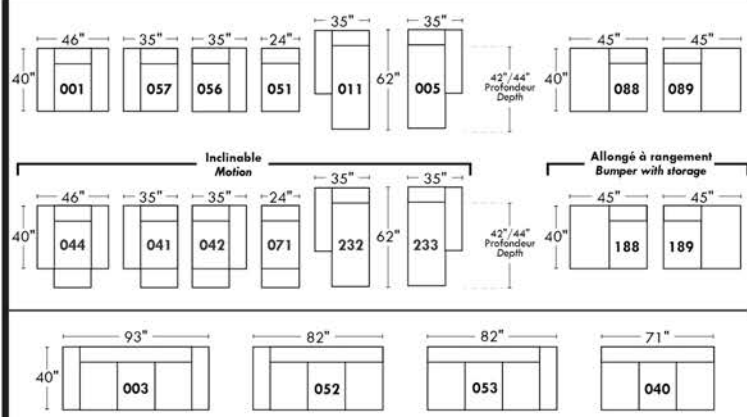 46" 35" 35" 24" 35" 35" 45" 45"
40" 001 057 056 051 011 62" 005 42"/44" Profondeur Depth 40" 088 089
Inclinable
Motion
Allongé à rangement
Bumper with storage
46" 35" 35" 24" 35" 35" 45" 45"
40" 044 041 042 071 232 62" 233 42"/44" Profondeur Depth 40" 188 189
93" 82" 82" 71"
40" 003 052 053 040